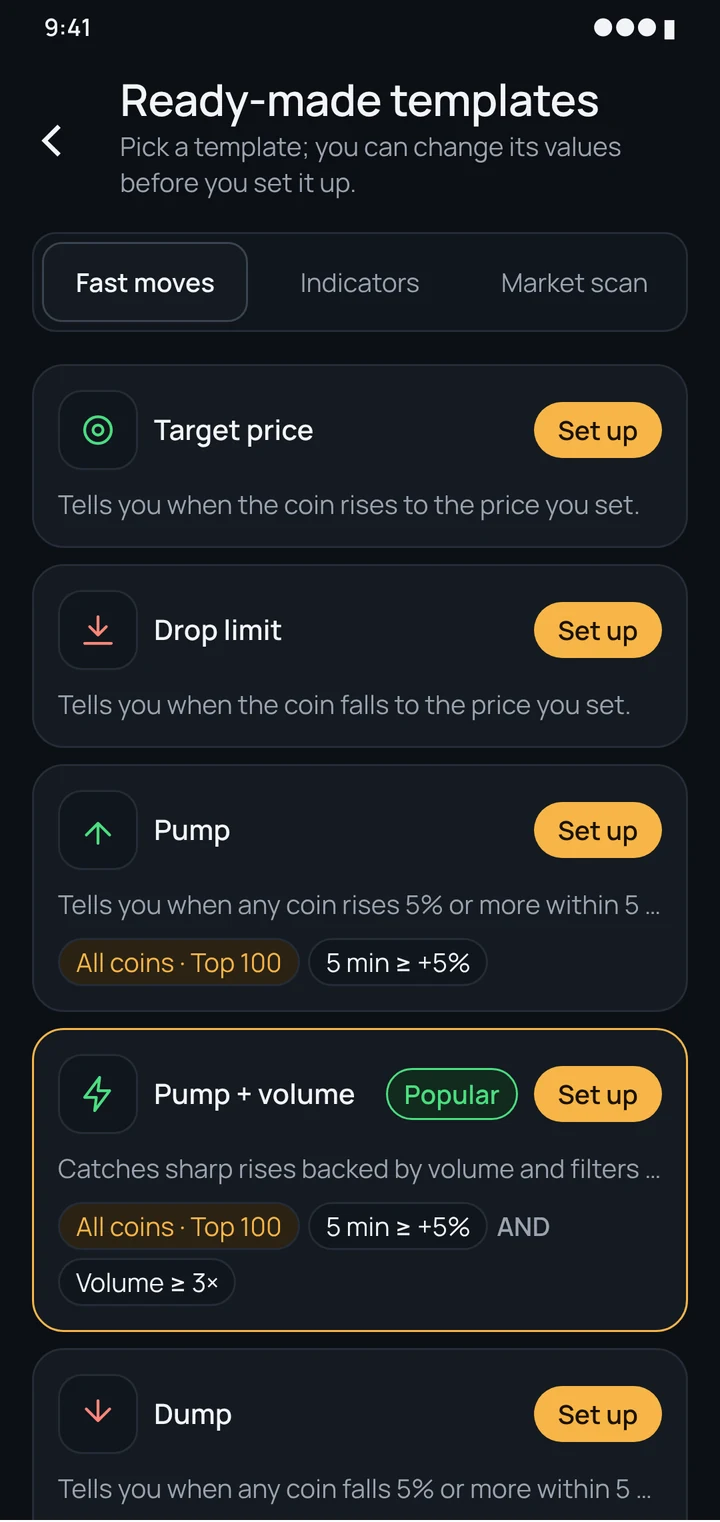 9:41
Ready-made templates
Pick a template; you can change its values
before you set it up.
Fast moves Indicators Market scan
Target price Set up
Tells you when the coin rises to the price you set.
Drop limit Set up
Tells you when the coin falls to the price you set.
Pump Set up
Tells you when any coin rises 5% or more within 5 …
All coins · Top 100 5 min ≥ +5%
Pump + volume Popular Set up
Catches sharp rises backed by volume and filters …
All coins · Top 100 5 min ≥ +5% AND
Volume ≥ 3×
Dump Set up
Tells you when any coin falls 5% or more within 5 …